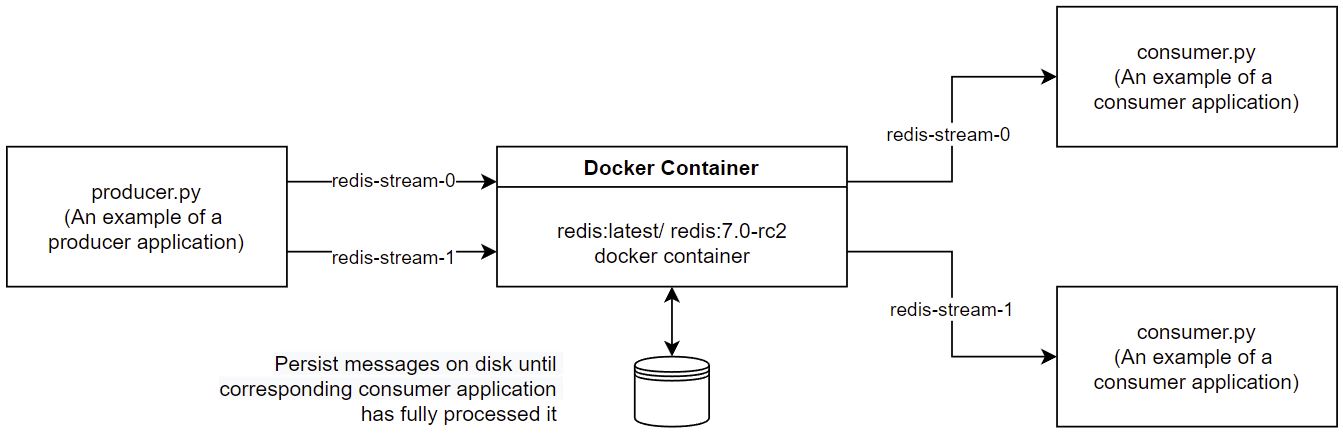 producer.py
(An example of a
producer application)
redis-stream-0
redis-stream-1
Docker Container
redis:latest/ redis:7.0-rc2
docker container
Persist messages on disk until
corresponding consumer application
has fully processed it
redis-stream-0
consumer.py
(An example of a
consumer application)
redis-stream-1
consumer.py
(An example of a
consumer application)